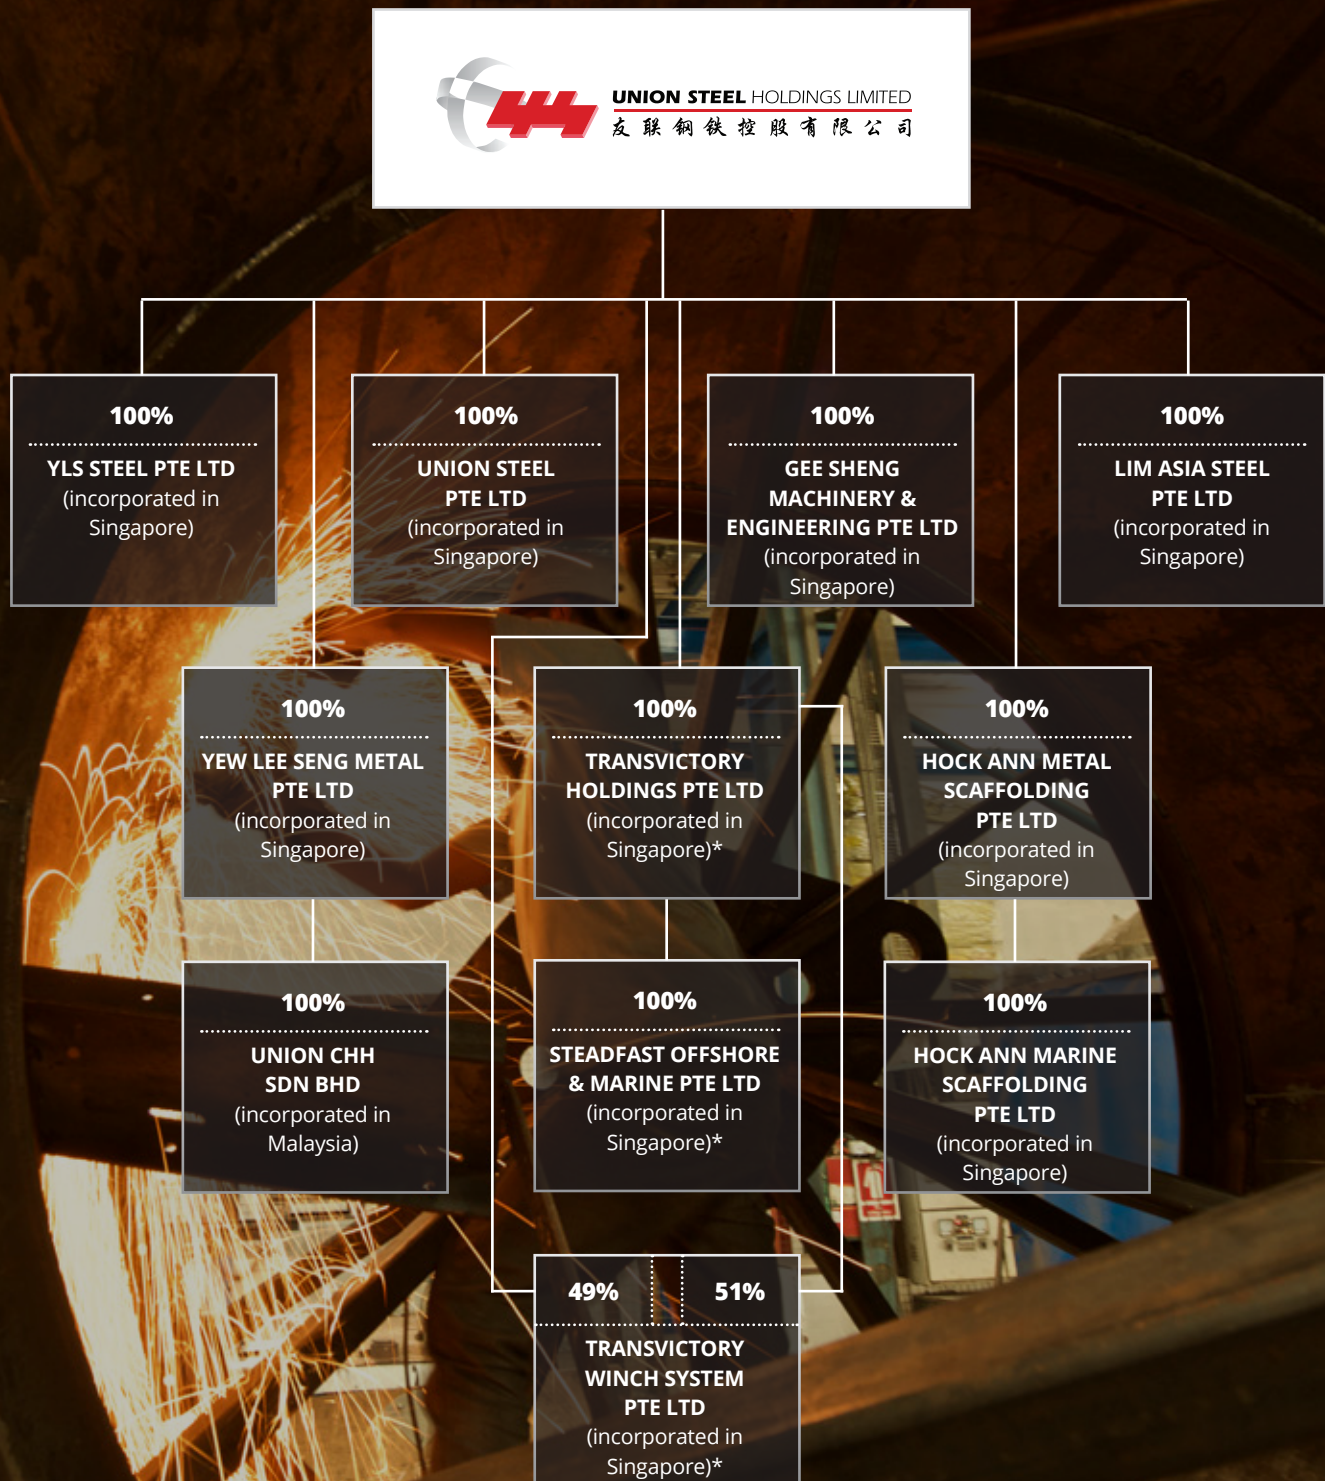 UNION STEEL HOLDINGS LIMITED
友联钢铁控股有限公司
100%
YLS STEEL PTE LTD
(incorporated in
Singapore)
100%
UNION STEEL
PTE LTD
(incorporated in
Singapore)
100%
GEE SHENG
MACHINERY &
ENGINEERING PTE LTD
(incorporated in
Singapore)
100%
LIM ASIA STEEL
PTE LTD
(incorporated in
Singapore)
100%
YEW LEE SENG METAL
PTE LTD
(incorporated in
Singapore)
100%
TRANSVICTORY
HOLDINGS PTE LTD
(incorporated in
Singapore)*
100%
HOCK ANN METAL
SCAFFOLDING
PTE LTD
(incorporated in
Singapore)
100%
UNION CHH
SDN BHD
(incorporated in
Malaysia)
100%
STEADFAST OFFSHORE
& MARINE PTE LTD
(incorporated in
Singapore)*
100%
HOCK ANN MARINE
SCAFFOLDING
PTE LTD
(incorporated in
Singapore)
49% 51%
TRANSVICTORY
WINCH SYSTEM
PTE LTD
(incorporated in
Singapore)*